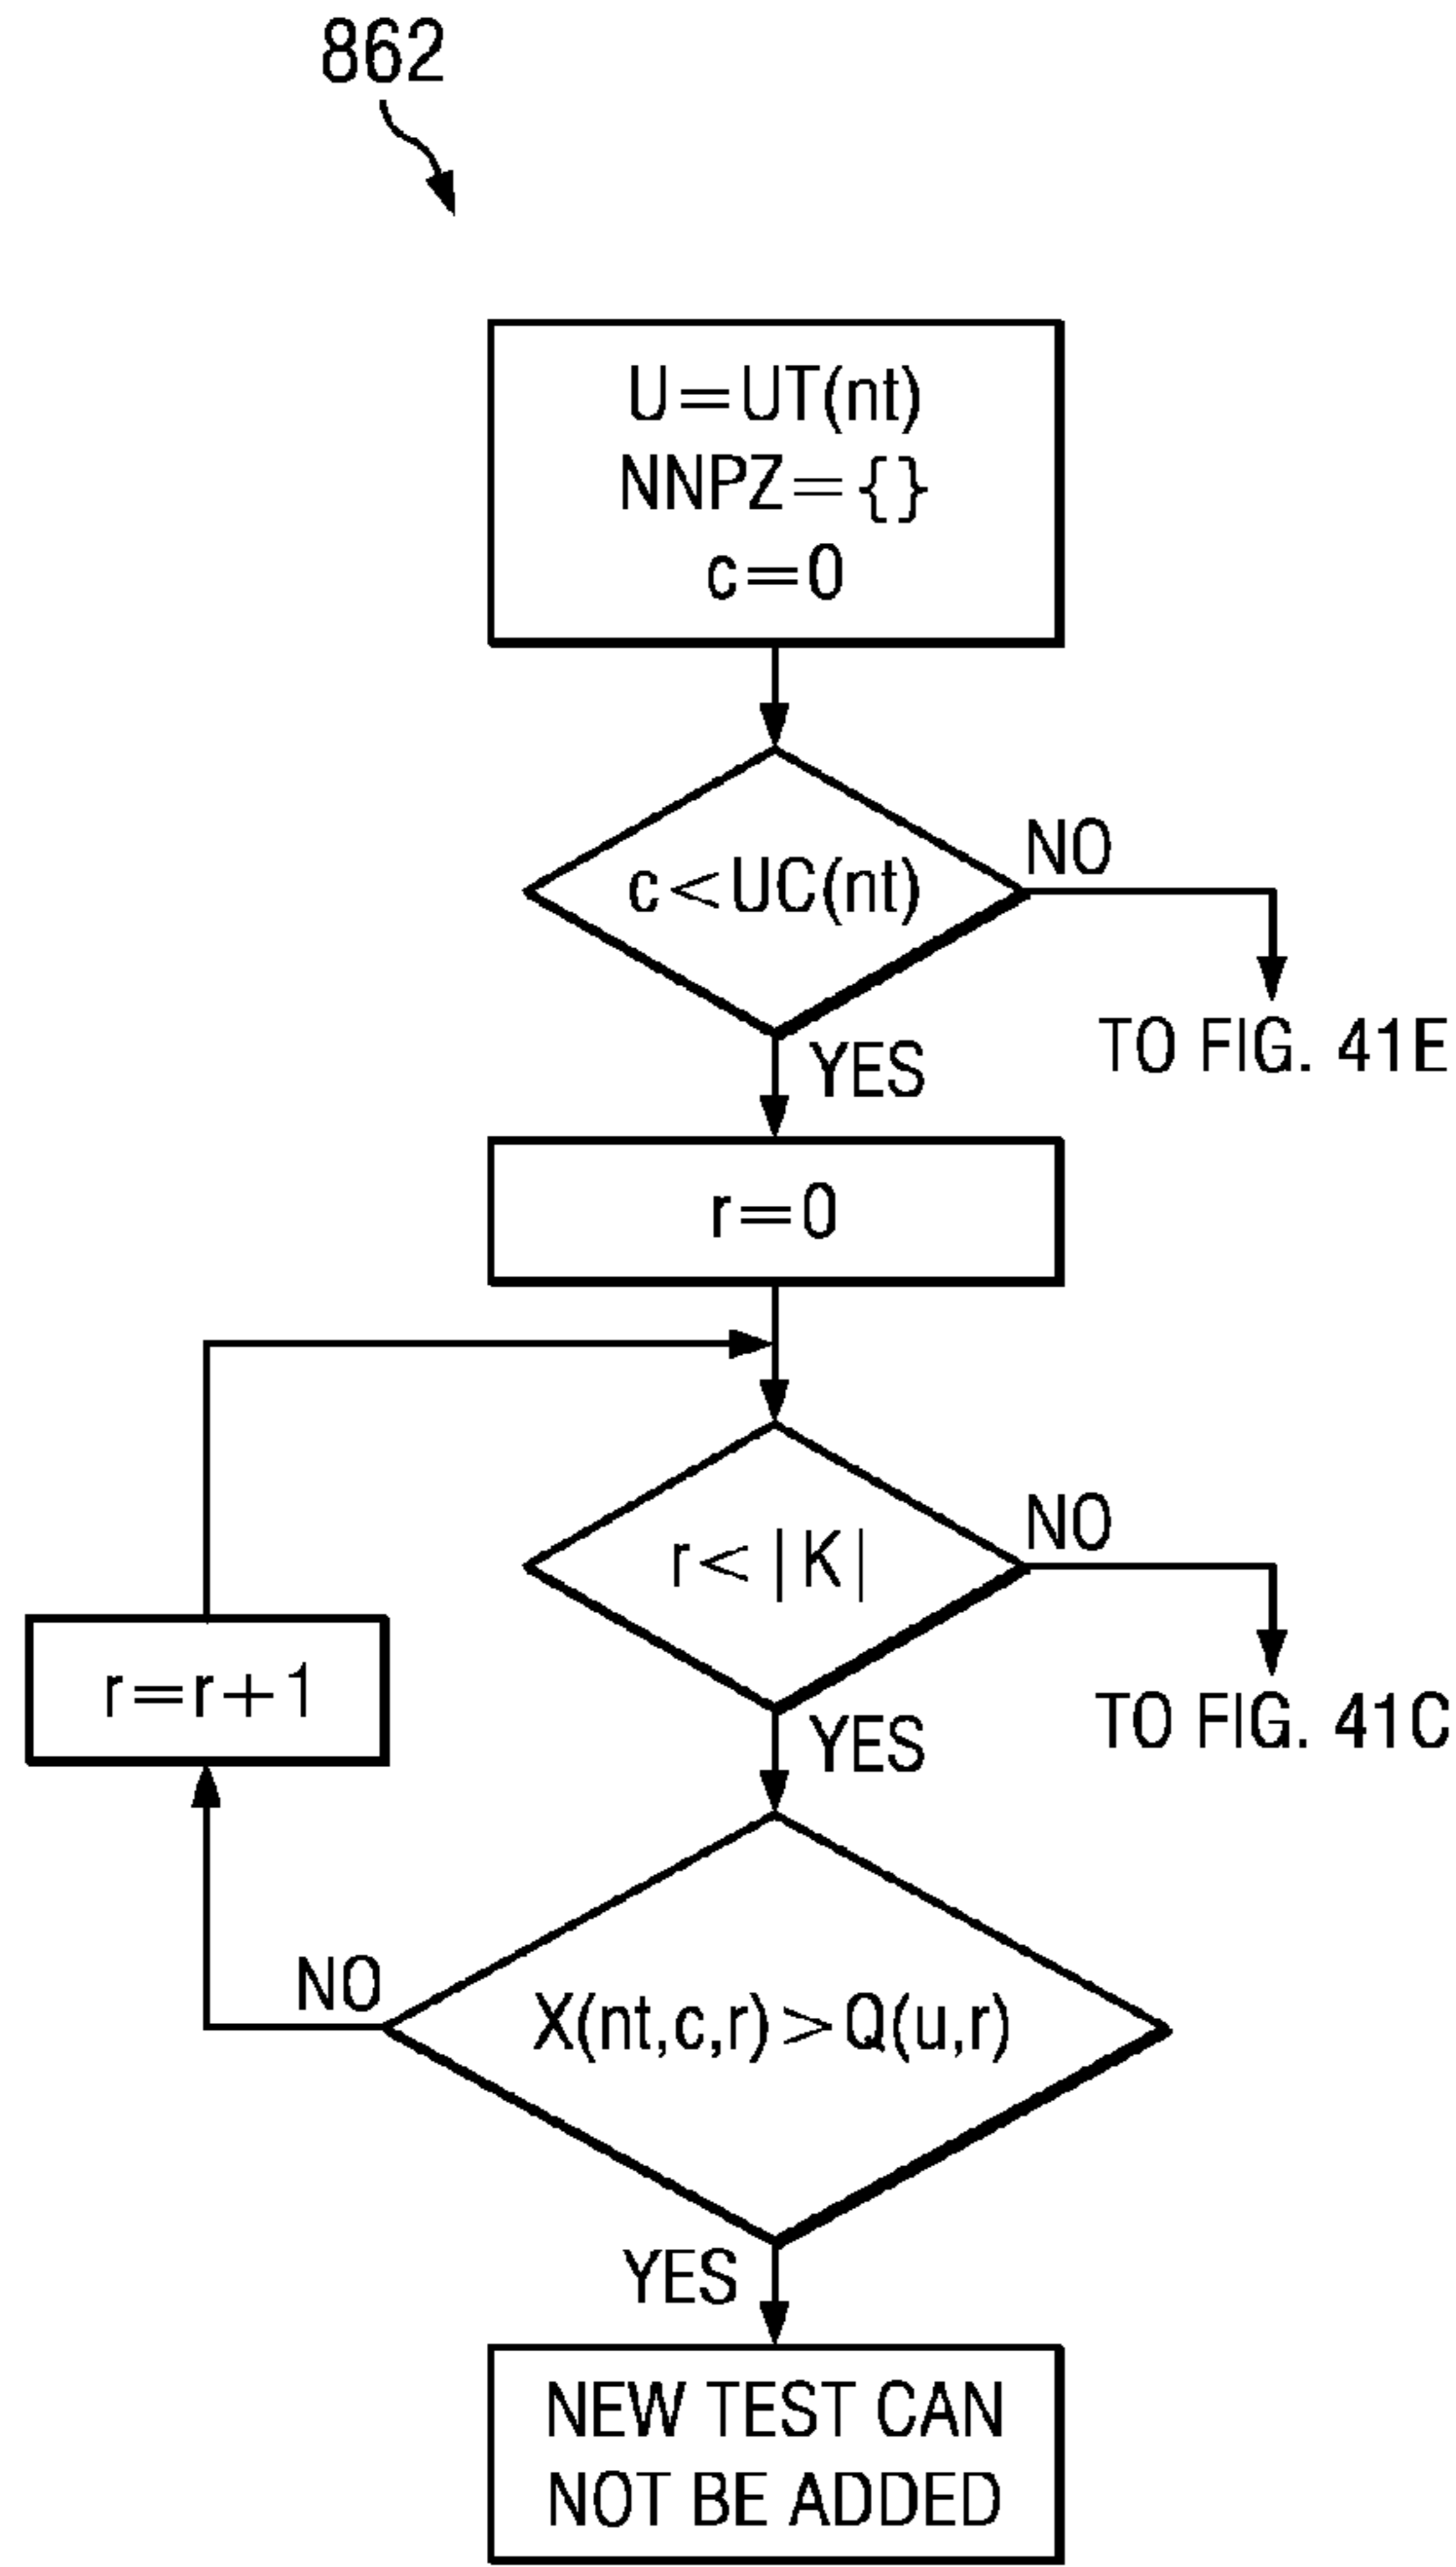 862
U=UT(nt)
NNPZ={}
c=0
c<UC(nt)
NO
TO FIG. 41E
YES
r=0
r<|K|
NO
TO FIG. 41C
YES
r=r+1
X(nt,c,r)>Q(u,r)
NO
YES
NEW TEST CAN
NOT BE ADDED